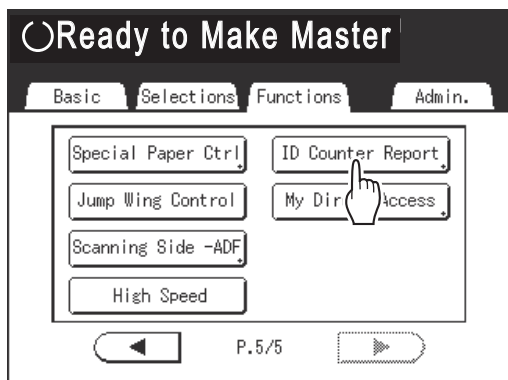 Ready to Make Master
Basic Selections Functions Admin.
Special Paper Ctrl ID Counter Report
Jump Wing Control My Dir Access
Scanning Side -ADF
High Speed
P.5/5